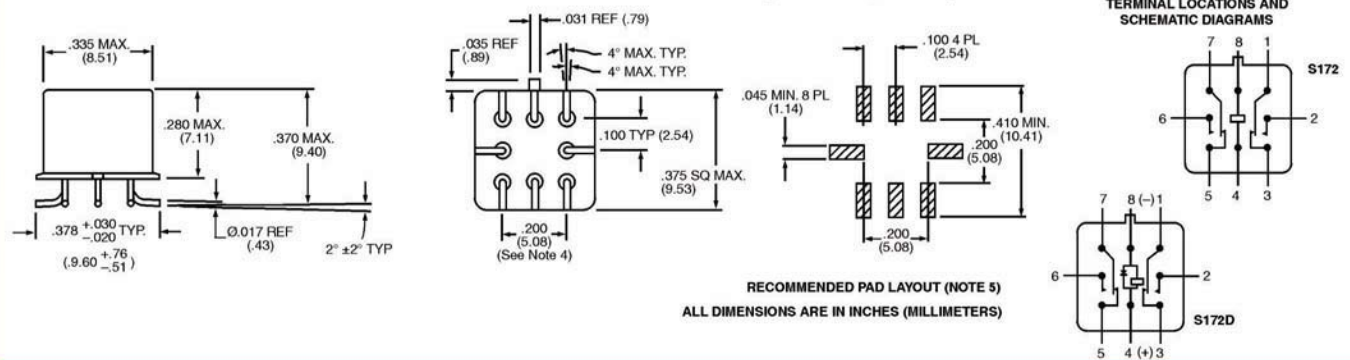 .335 MAX.
(8.51)
.280 MAX.
(7.11)
.370 MAX.
(9.40)
.378 +.030 –.020 TYP.
(.9.60 +.76 –.51)
Ø.017 REF
(.43)
2° ±2° TYP
.031 REF (.79)
.035 REF
(.89)
4° MAX. TYP.
4° MAX. TYP.
.100 TYP (2.54)
.375 SQ MAX.
(9.53)
.200
(5.08)
(See Note 4)
.100 4 PL
(2.54)
.045 MIN. 8 PL
(1.14)
.410 MIN.
(10.41)
.200
(5.08)
.200
(5.08)
RECOMMENDED PAD LAYOUT (NOTE 5)
ALL DIMENSIONS ARE IN INCHES (MILLIMETERS)
TERMINAL LOCATIONS AND
SCHEMATIC DIAGRAMS
7 8 1
S172
6 2
5 4 3
7 8 (–) 1
6 2
S172D
5 4 (+) 3